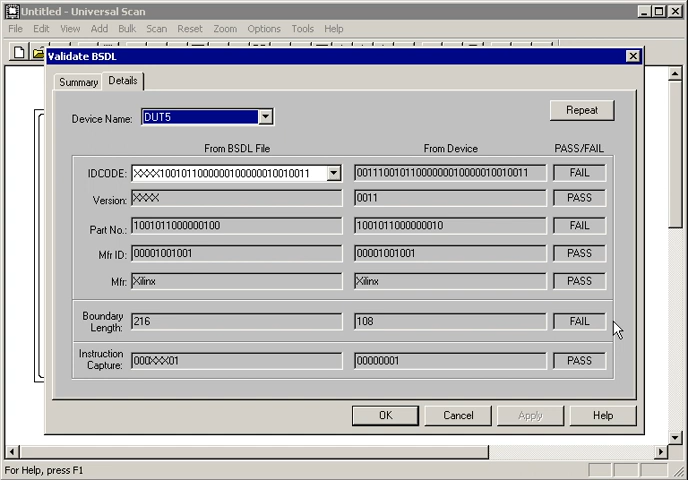 Untitled - Universal Scan
File Edit View Add Bulk Scan Reset Zoom Options Tools Help
Validate BSDL
Summary Details
Device Name: DUT5 Repeat
From BSDL File From Device PASS/FAIL
IDCODE: XXXX1001011000000100000010010011 00111001011000000010000010010011 FAIL
Version: XXXX 0011 PASS
Part No.: 1001011000000100 1001011000000010 FAIL
Mfr ID: 00001001001 00001001001 PASS
Mfr: Xilinx Xilinx PASS
Boundary
Length: 216 108 FAIL
Instruction
Capture: 000XXX01 00000001 PASS
OK Cancel Apply Help
For Help, press F1